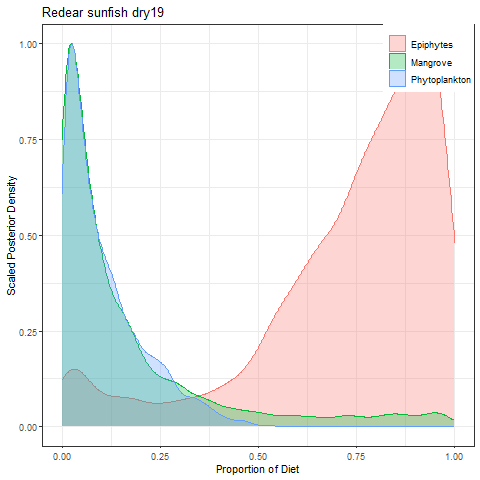 Redear sunfish dry19
Epiphytes
Mangrove
Phytoplankton
1.00
0.75
0.50
0.25
0.00
Scaled Posterior Density
0.00 0.25 0.50 0.75 1.00
Proportion of Diet